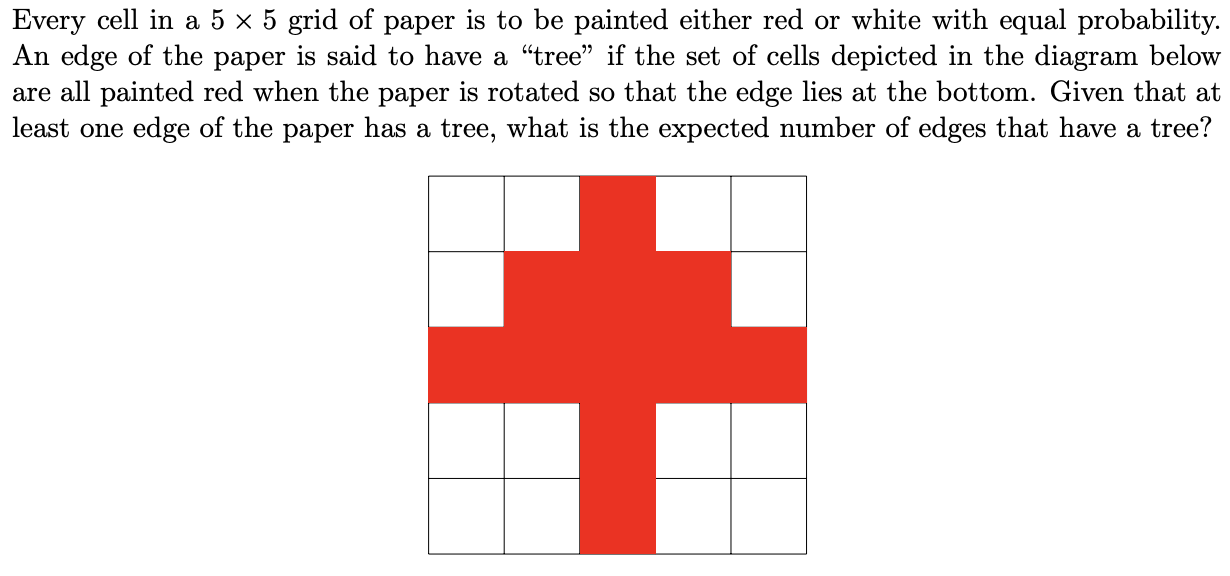 Every cell in a 5 × 5 grid of paper is to be painted either red or white with equal probability.
An edge of the paper is said to have a “tree” if the set of cells depicted in the diagram below
are all painted red when the paper is rotated so that the edge lies at the bottom. Given that at
least one edge of the paper has a tree, what is the expected number of edges that have a tree?